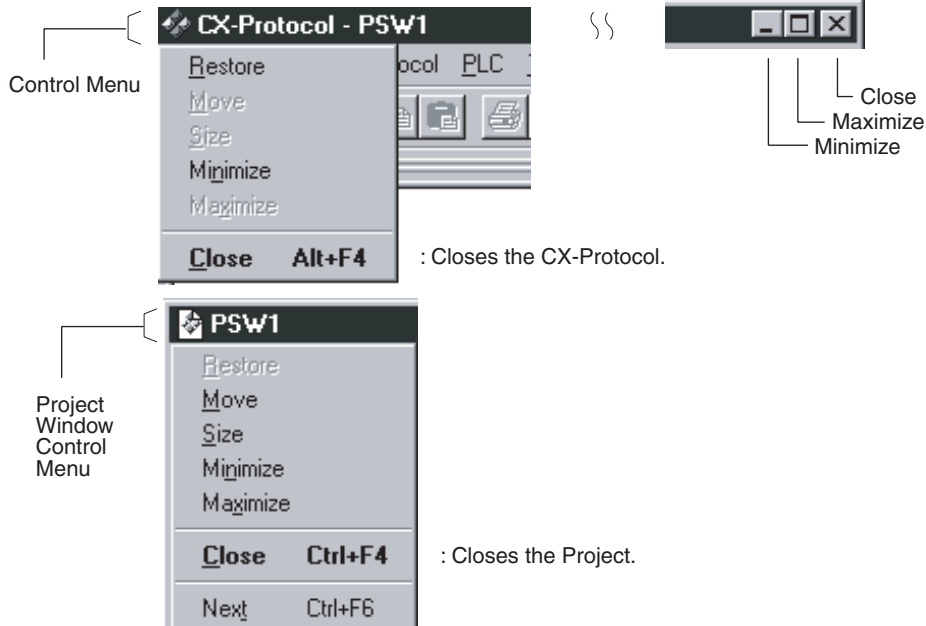 CX-Protocol - PSW1
Control Menu
Restore
ocol PLC
Move
Size
Minimize
Maximize
Close Alt+F4 : Closes the CX-Protocol.
Close
Maximize
Minimize
PSW1
Project
Window
Control
Menu
Restore
Move
Size
Minimize
Maximize
Close Ctrl+F4 : Closes the Project.
Next Ctrl+F6